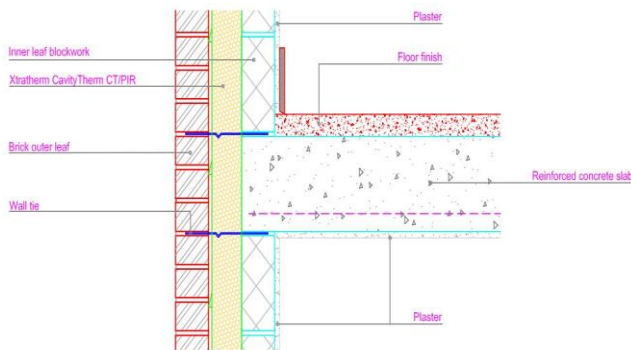 Plaster
Inner leaf blockwork
Floor finish
Xtratherm CavityTherm CT/PIR
Brick outer leaf
Reinforced concrete slab
Wall tie
Plaster